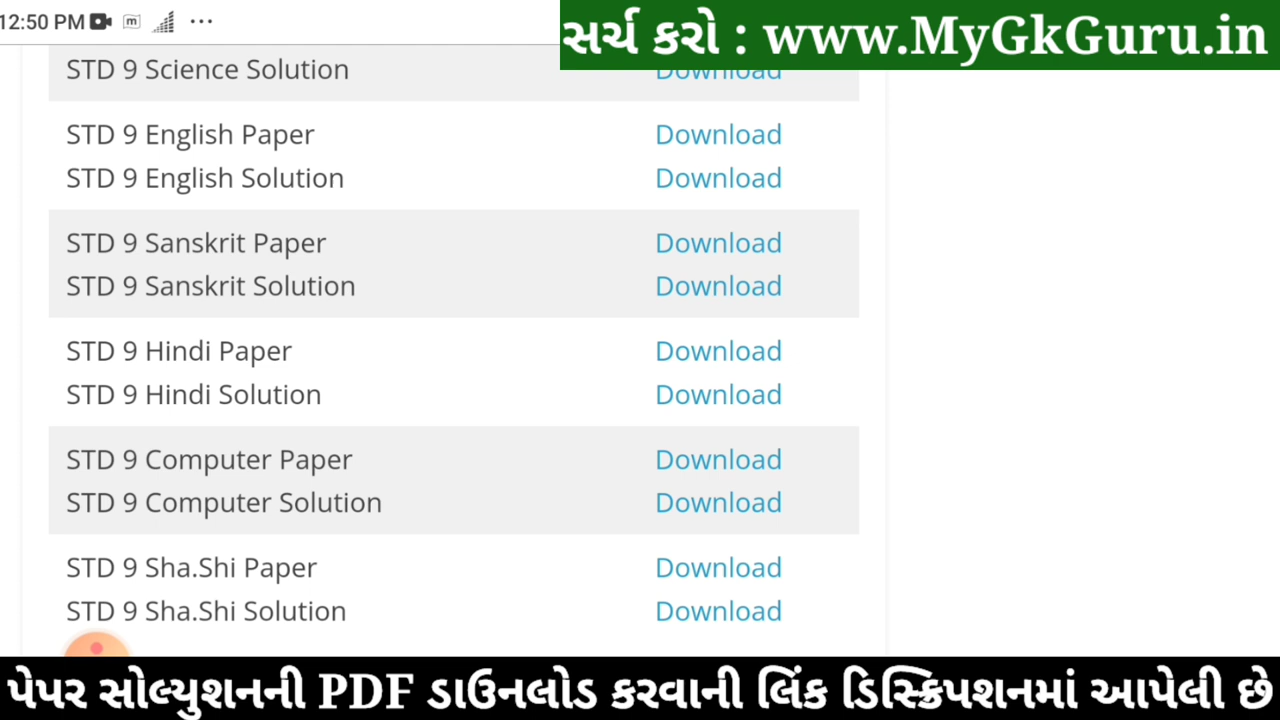 12:50 PM
સર્ચ કરો : www.MyGkGuru.in
STD 9 Science Solution Download
STD 9 English Paper Download
STD 9 English Solution Download
STD 9 Sanskrit Paper Download
STD 9 Sanskrit Solution Download
STD 9 Hindi Paper Download
STD 9 Hindi Solution Download
STD 9 Computer Paper Download
STD 9 Computer Solution Download
STD 9 Sha.Shi Paper Download
STD 9 Sha.Shi Solution Download
પેપર સોલ્યુશનની PDF ડાઉનલોડ કરવાની લિંક ડિસ્ક્રિપશનમાં આપેલી છે